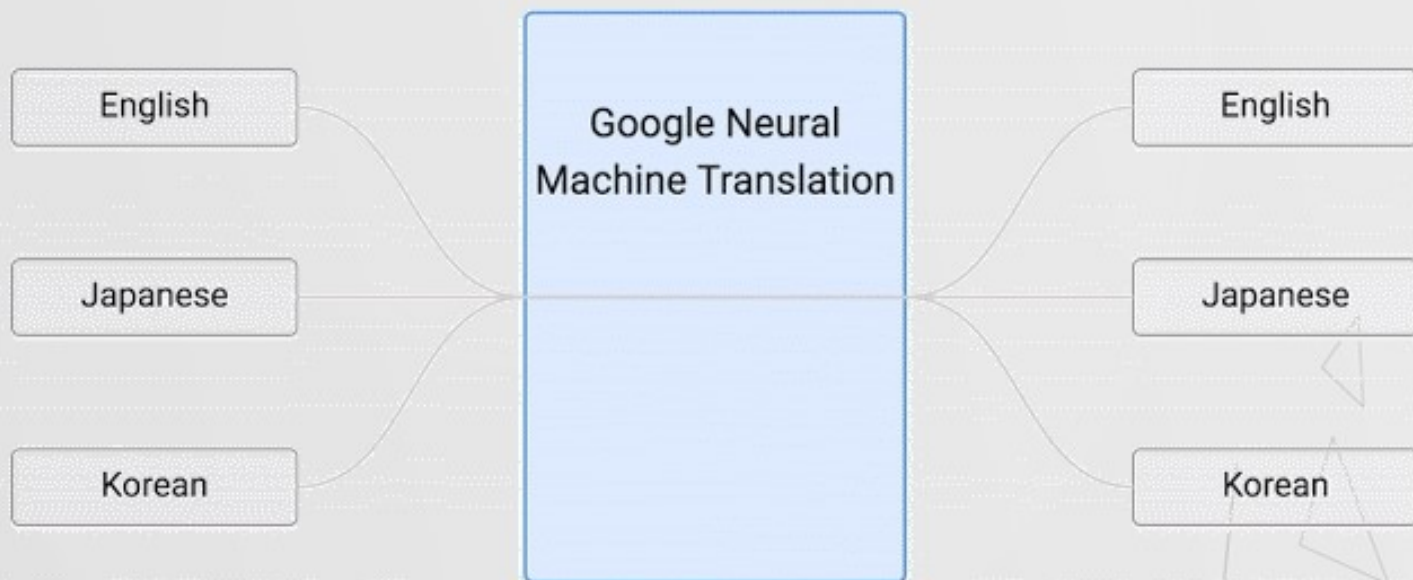 English
Japanese
Korean
Google Neural
Machine Translation
English
Japanese
Korean